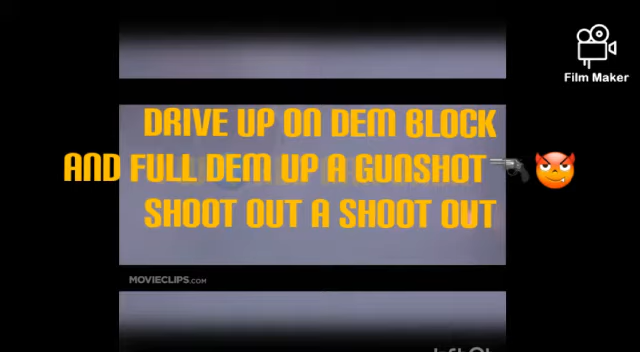 Film Maker
DRIVE UP ON DEM BLOCK
AND FULL DEM UP A GUNSHOT
SHOOT OUT A SHOOT OUT
MOVIECLIPS.COM